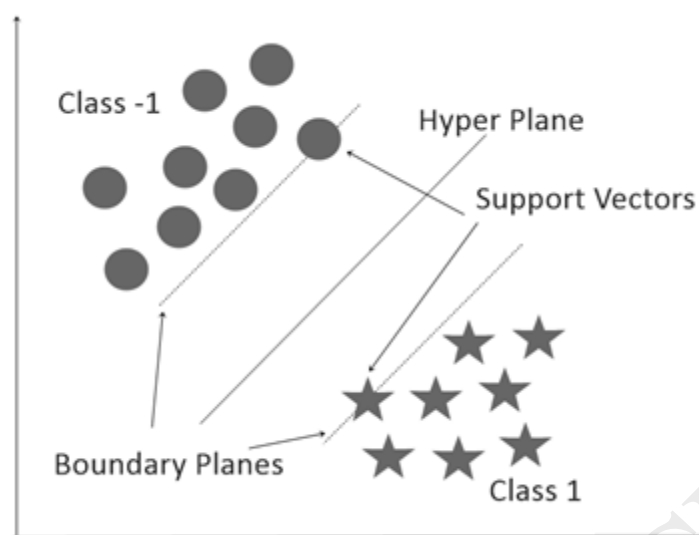 Class -1
Hyper Plane
Support Vectors
Boundary Planes
Class 1